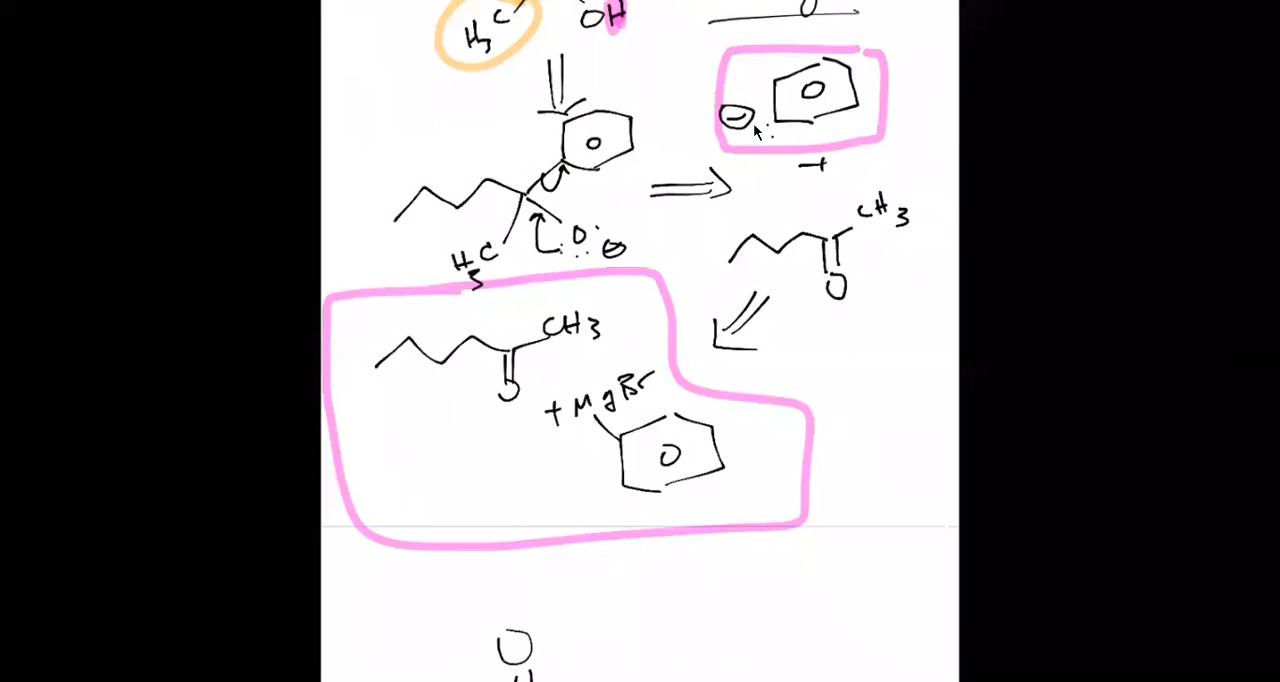 H3C
OH
⊖ :
+
CH3
O
H3C
:O: ⊖
O
CH3
O
+ MgBr
O